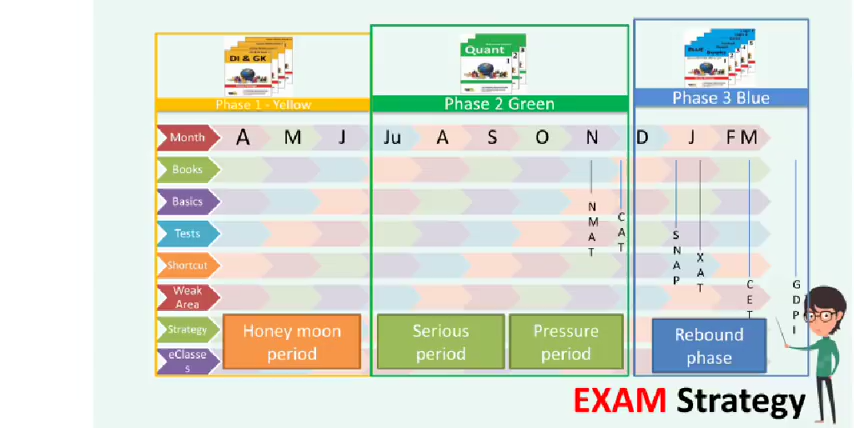 DI & GK
Quant
1
Phase 1 - Yellow
Phase 2 Green
Phase 3 Blue
Month A M J Ju A S O N D J F M
Books
Basics
Tests
Shortcut
Weak
Area
Strategy
eClasse
s
NMAT
CAT
SNAP
XAT
CET
GDPI
Honey moon
period
Serious
period
Pressure
period
Rebound
phase
EXAM Strategy